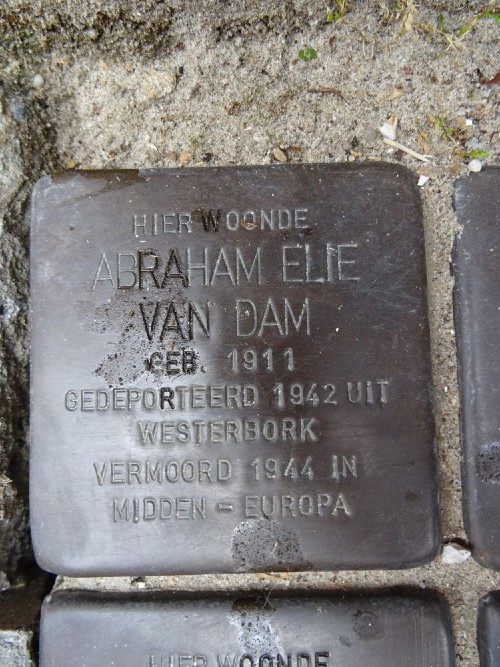 HIER WOONDE
ABRAHAM ELIE
VAN DAM
GEB. 1911
GEDEPORTEERD 1942 UIT
WESTERBORK
VERMOORD 1944 IN
MIDDEN - EUROPA
HIER WOONDE